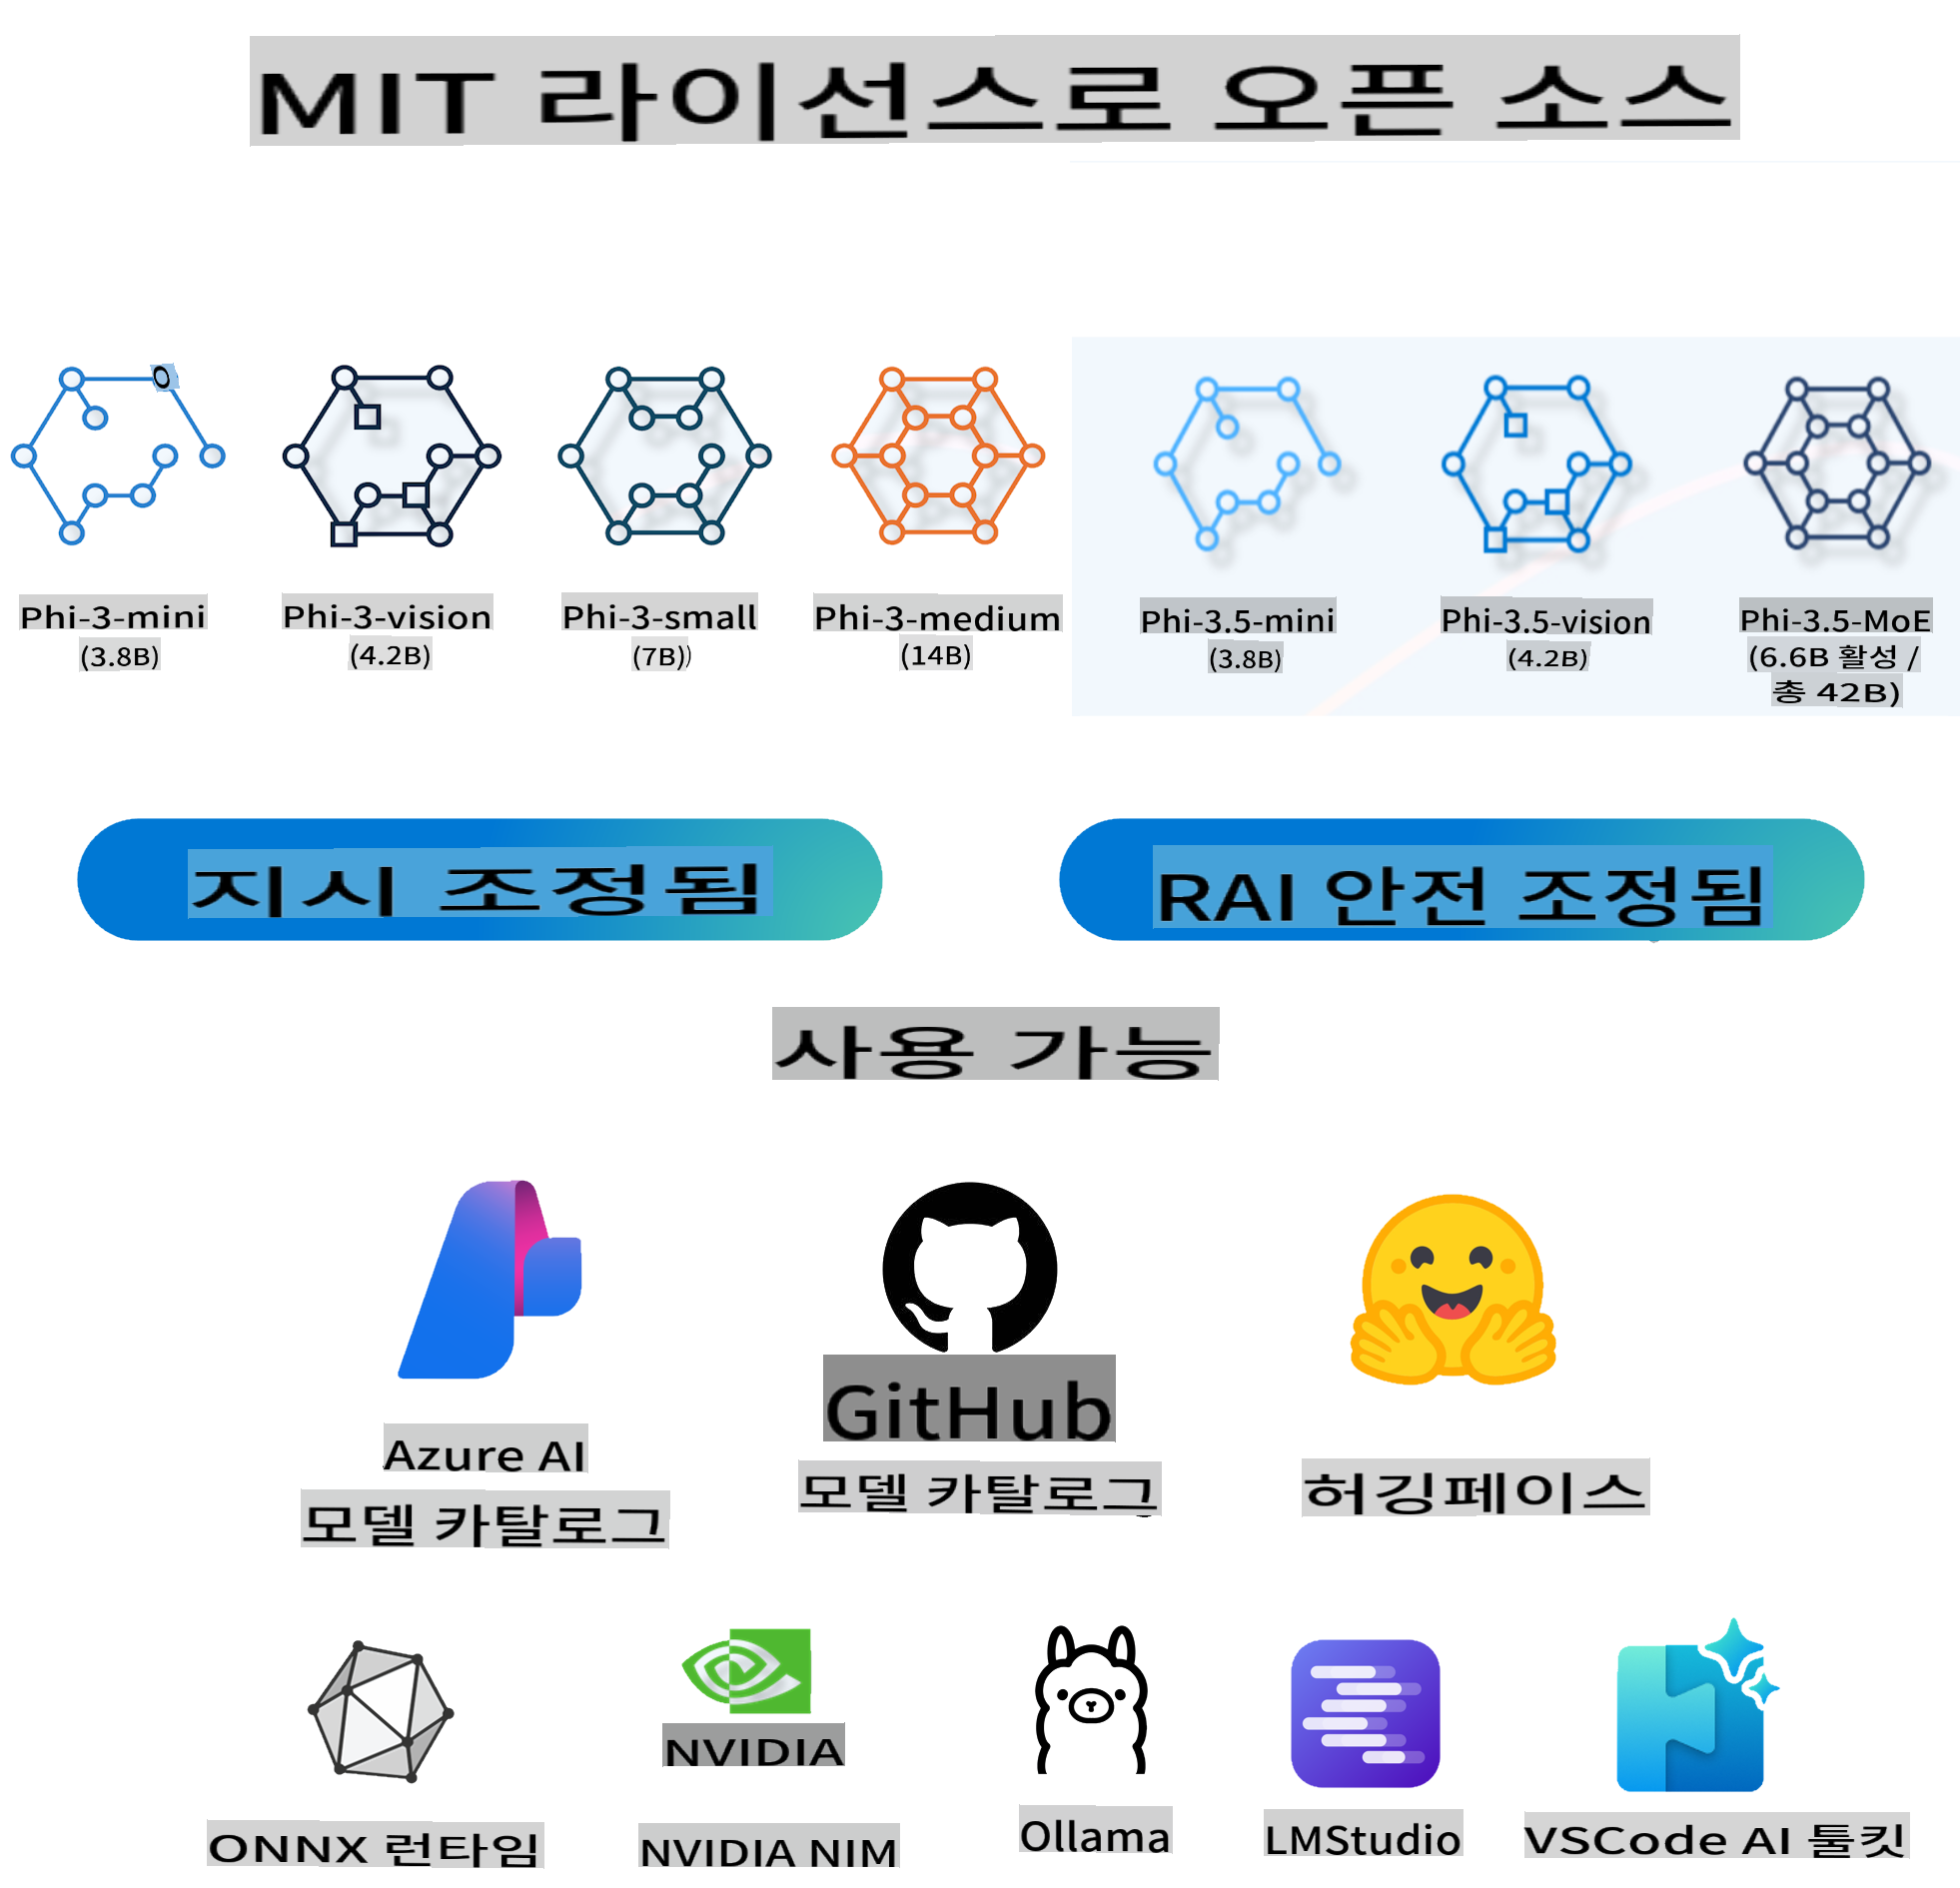 MIT 라이선스로 오픈 소스
Phi-3-mini
(3.8B)
Phi-3-vision
(4.2B)
Phi-3-small
(7B))
Phi-3-medium
(14B)
Phi-3.5-mini
(3.8B)
Phi-3.5-vision
(4.2B)
Phi-3.5-MoE
(6.6B 활성 /
총 42B)
지시 조정됨
RAI 안전 조정됨
사용 가능
Azure AI
모델 카탈로그
GitHub
모델 카탈로그
허깅페이스
ONNX 런타임
NVIDIA
NVIDIA NIM
Ollama
LMStudio
VSCode AI 툴킷